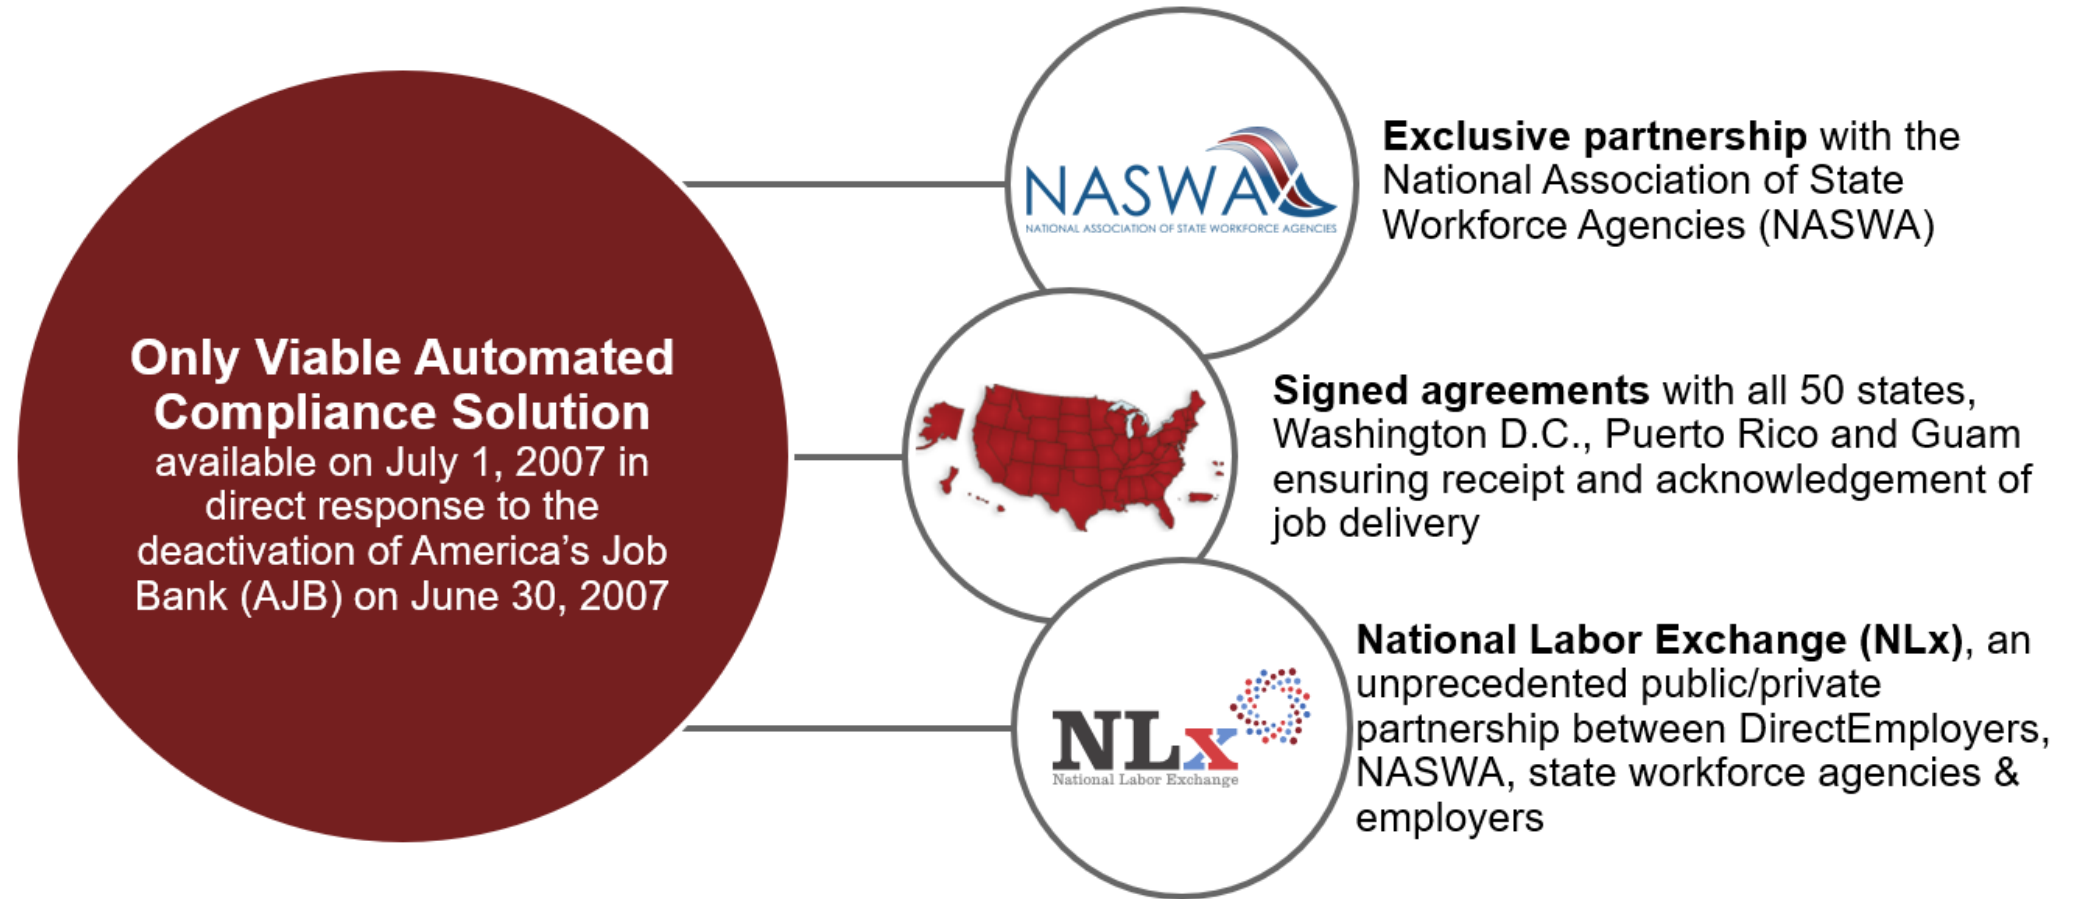 Only Viable Automated
Compliance Solution
available on July 1, 2007 in
direct response to the
deactivation of America’s Job
Bank (AJB) on June 30, 2007
NASWA
NATIONAL ASSOCIATION OF STATE WORKFORCE AGENCIES
Exclusive partnership with the
National Association of State
Workforce Agencies (NASWA)
Signed agreements with all 50 states,
Washington D.C., Puerto Rico and Guam
ensuring receipt and acknowledgement of
job delivery
NLx
National Labor Exchange
National Labor Exchange (NLx), an
unprecedented public/private
partnership between DirectEmployers,
NASWA, state workforce agencies &
employers